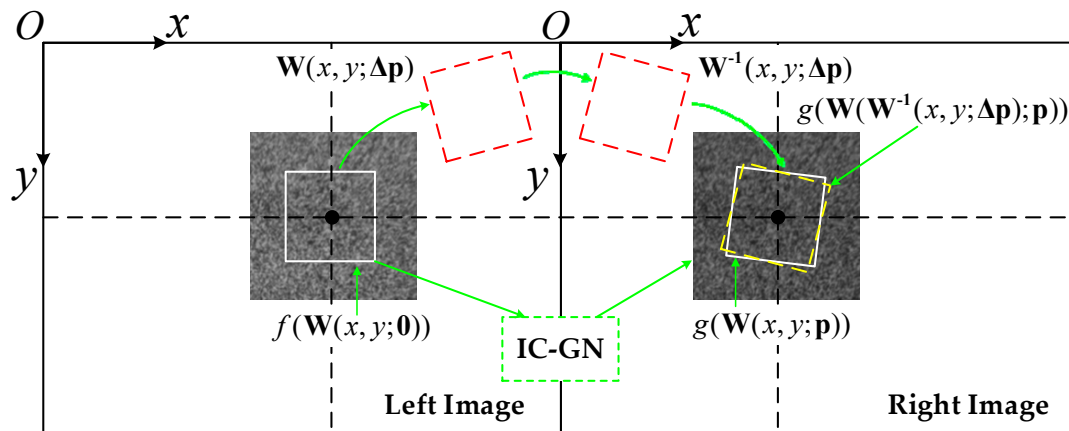 O
x
O
x
W(x, y; Δp)
W⁻¹(x, y; Δp)
g(W(W⁻¹(x, y; Δp); p))
y
y
f(W(x, y; 0))
g(W(x, y; p))
IC-GN
Left Image
Right Image